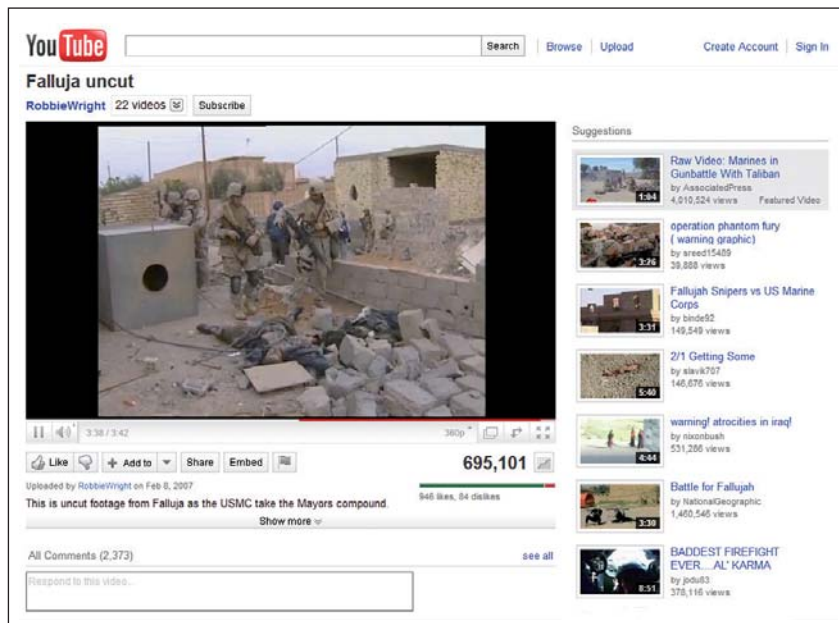 YouTube
Search
Browse
Upload
Create Account
Sign In
Falluja uncut
RobbieWright
22 videos
Subscribe
3:38 / 3:42
360p
Like
Add to
Share
Embed
695,101
Uploaded by RobbieWright on Feb 8, 2007
946 likes, 84 dislikes
This is uncut footage from Falluja as the USMC take the Mayors compound.
Show more
All Comments (2,373)
see all
Respond to this video...
Suggestions
1:04
Raw Video: Marines in
Gunbattle With Taliban
by AssociatedPress
4,010,524 views
Featured Video
3:26
operation phantom fury
( warning graphic)
by sreed15489
39,888 views
3:31
Fallujah Snipers vs US Marine
Corps
by binde92
149,549 views
5:40
2/1 Getting Some
by slavik707
146,676 views
4:44
warning! atrocities in iraq!
by nixonbush
531,286 views
3:30
Battle for Fallujah
by NationalGeographic
1,460,546 views
8:51
BADDEST FIREFIGHT
EVER....AL' KARMA
by jodu83
378,116 views